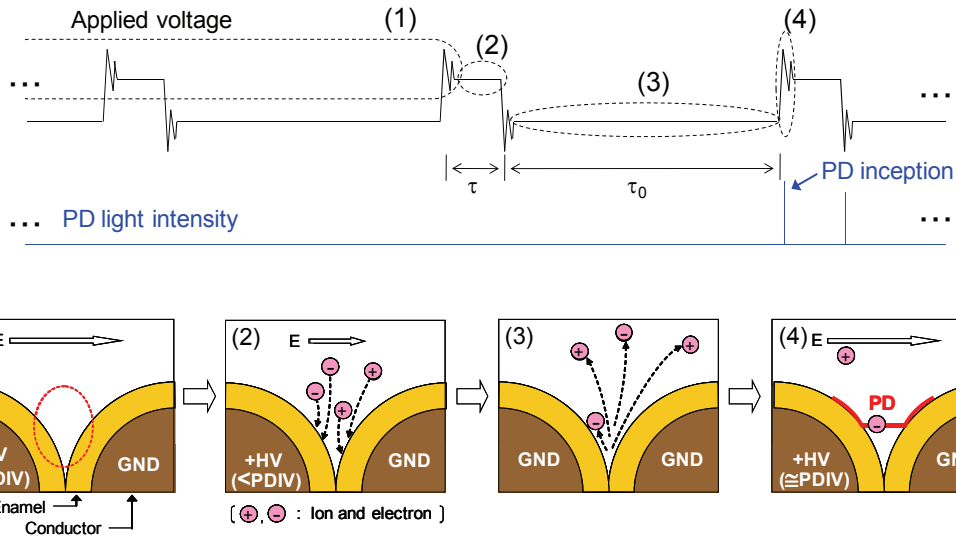 Applied voltage
(1)
(2)
(3)
(4)
...
...
τ
τ₀
PD inception
... PD light intensity
...
E
GND
Enamel
Conductor
(2)
E
+HV
(<PDIV)
GND
[ +, - : Ion and electron ]
(3)
GND
GND
(4)
E
PD
+HV
(≅PDIV)